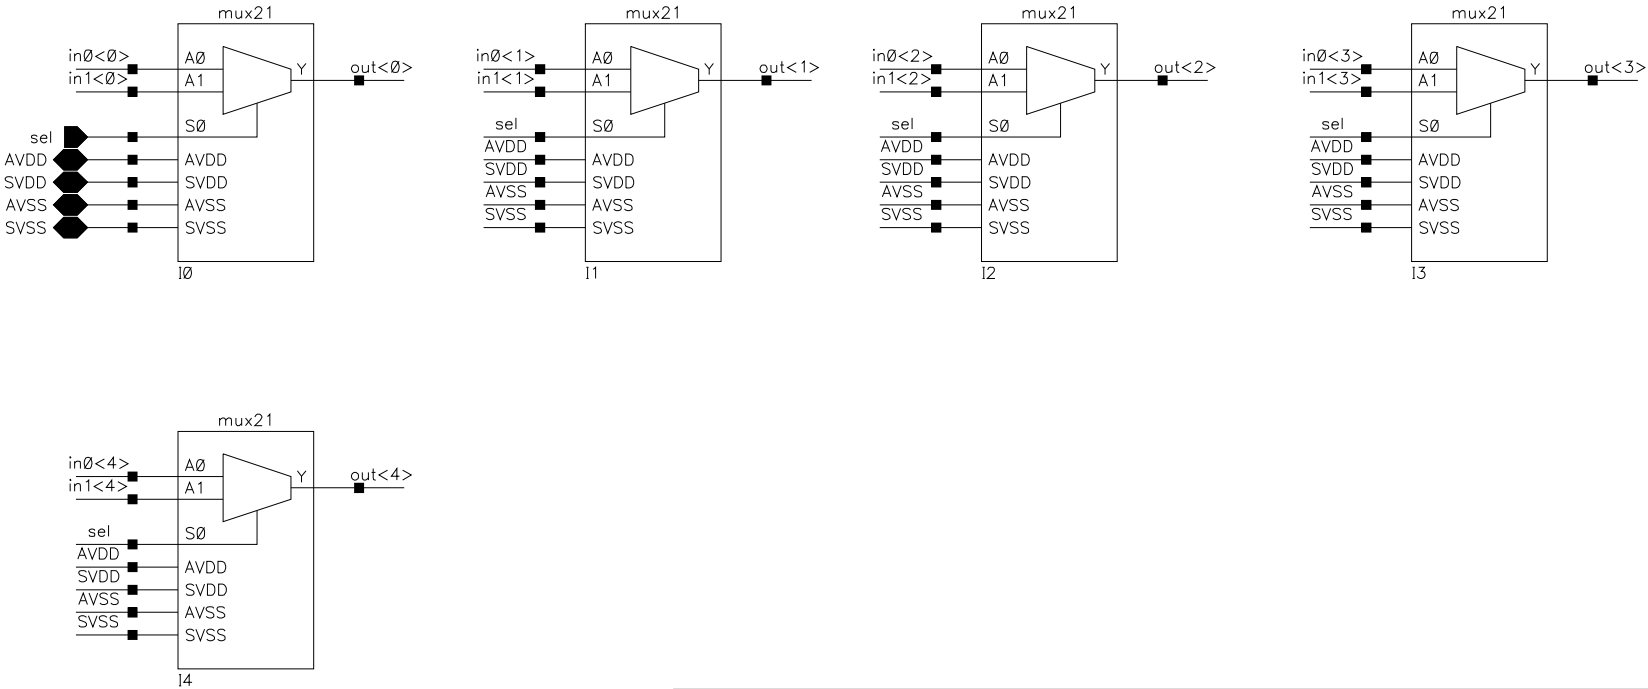 mux21
in0<0> A0
in1<0> A1
Y out<0>
sel S0
AVDD AVDD
SVDD SVDD
AVSS AVSS
SVSS SVSS
I0
mux21
in0<1> A0
in1<1> A1
Y out<1>
sel S0
AVDD AVDD
SVDD SVDD
AVSS AVSS
SVSS SVSS
I1
mux21
in0<2> A0
in1<2> A1
Y out<2>
sel S0
AVDD AVDD
SVDD SVDD
AVSS AVSS
SVSS SVSS
I2
mux21
in0<3> A0
in1<3> A1
Y out<3>
sel S0
AVDD AVDD
SVDD SVDD
AVSS AVSS
SVSS SVSS
I3
mux21
in0<4> A0
in1<4> A1
Y out<4>
sel S0
AVDD AVDD
SVDD SVDD
AVSS AVSS
SVSS SVSS
I4